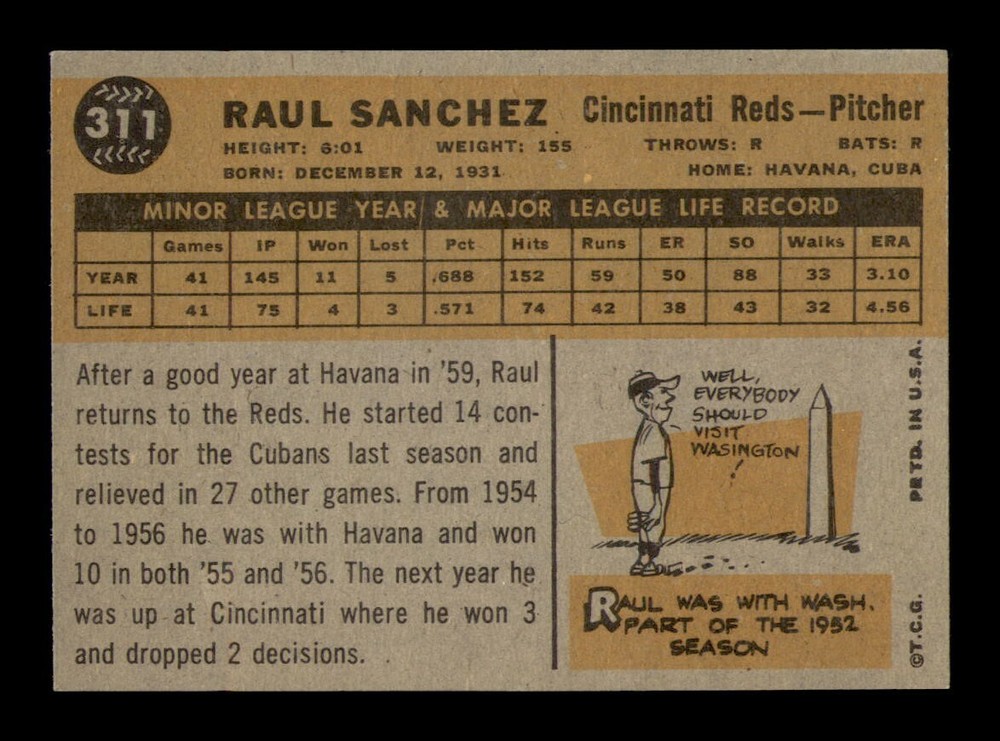 311
RAUL SANCHEZ Cincinnati Reds—Pitcher
HEIGHT: 6:01 WEIGHT: 155 THROWS: R BATS: R
BORN: DECEMBER 12, 1931 HOME: HAVANA, CUBA
MINOR LEAGUE YEAR & MAJOR LEAGUE LIFE RECORD
Games IP Won Lost Pct Hits Runs ER SO Walks ERA
YEAR 41 145 11 5 .688 152 59 50 88 33 3.10
LIFE 41 75 4 3 .571 74 42 38 43 32 4.56
After a good year at Havana in '59, Raul
returns to the Reds. He started 14 con-
tests for the Cubans last season and
relieved in 27 other games. From 1954
to 1956 he was with Havana and won
10 in both '55 and '56. The next year he
was up at Cincinnati where he won 3
and dropped 2 decisions.
WELL,
EVERYBODY
SHOULD
VISIT
WASINGTON
!
RAUL WAS WITH WASH.
PART OF THE 1952
SEASON
©T.C.G. PRTD. IN U.S.A.